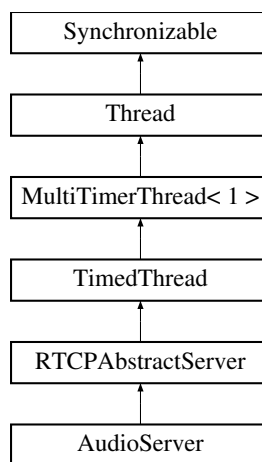 Synchronizable
Thread
MultiTimerThread< 1 >
TimedThread
RTCPAbstractServer
AudioServer